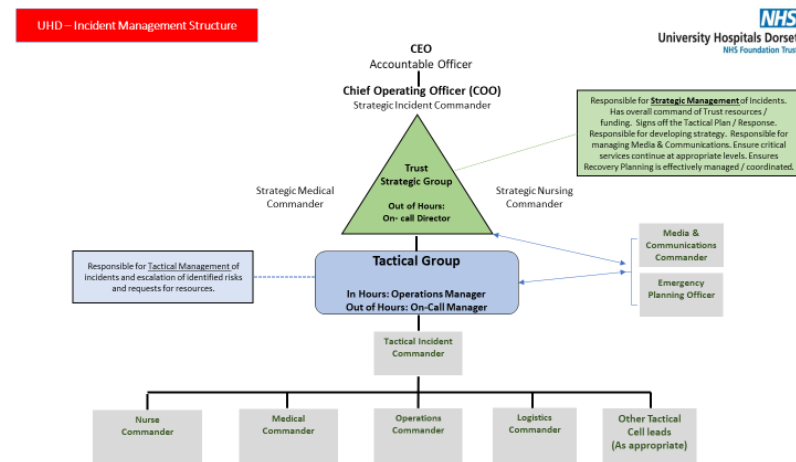 UHD – Incident Management Structure
NHS
University Hospitals Dorset
NHS Foundation Trust
CEO
Accountable Officer
Chief Operating Officer (COO)
Strategic Incident Commander
Responsible for Strategic Management of Incidents.
Has overall command of Trust resources /
funding. Signs off the Tactical Plan / Response.
Responsible for developing strategy. Responsible for
managing Media & Communications. Ensure critical
services continue at appropriate levels. Ensures
Recovery Planning is effectively managed / coordinated.
Trust
Strategic Group
Out of Hours:
On- call Director
Strategic Medical
Commander
Strategic Nursing
Commander
Media &
Communications
Commander
Emergency
Planning Officer
Responsible for Tactical Management of
incidents and escalation of identified risks
and requests for resources.
Tactical Group
In Hours: Operations Manager
Out of Hours: On-Call Manager
Tactical Incident
Commander
Nurse
Commander
Medical
Commander
Operations
Commander
Logistics
Commander
Other Tactical
Cell leads
(As appropriate)